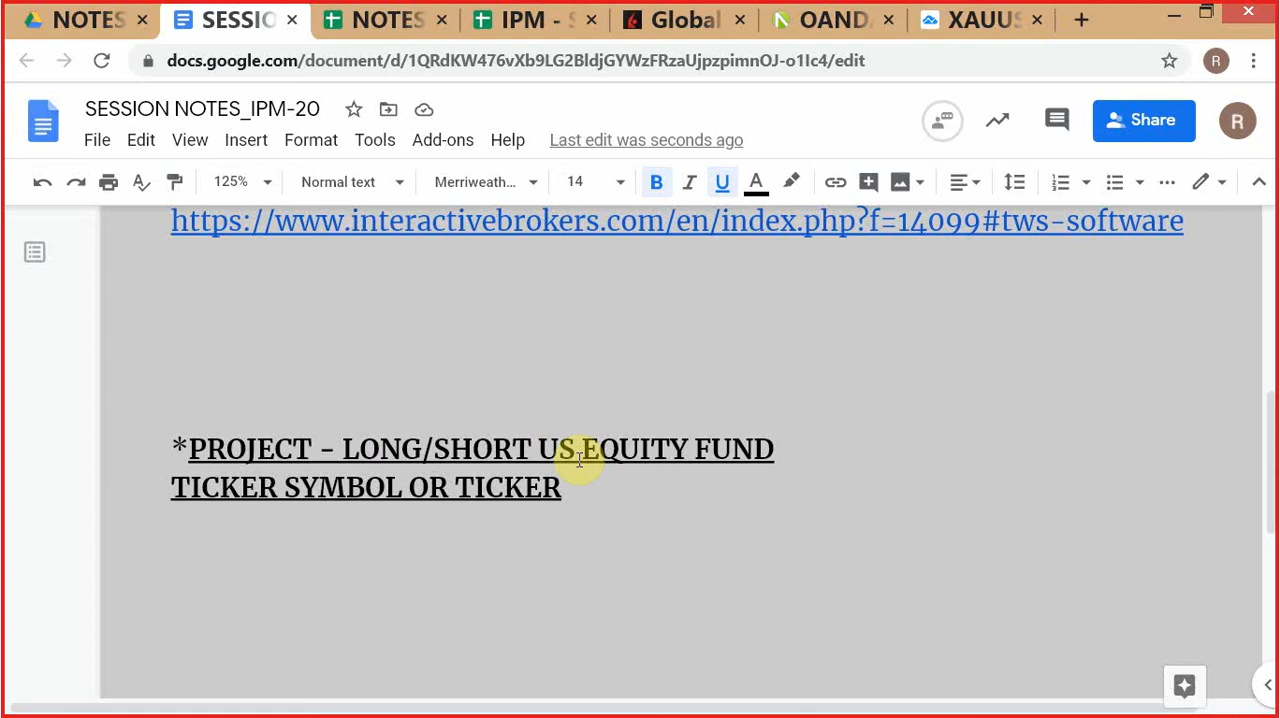 NOTES
SESSIO
NOTES
IPM - S
Global
OANDA
XAUUS
docs.google.com/document/d/1QRdKW476vXb9LG2BldjGYWzFRzaUjpzpimnOJ-o1Ic4/edit
R
SESSION NOTES_IPM-20
Share
R
File Edit View Insert Format Tools Add-ons Help Last edit was seconds ago
125% Normal text Merriweath... 14 B I U A
https://www.interactivebrokers.com/en/index.php?f=14099#tws-software
*PROJECT - LONG/SHORT US EQUITY FUND
TICKER SYMBOL OR TICKER